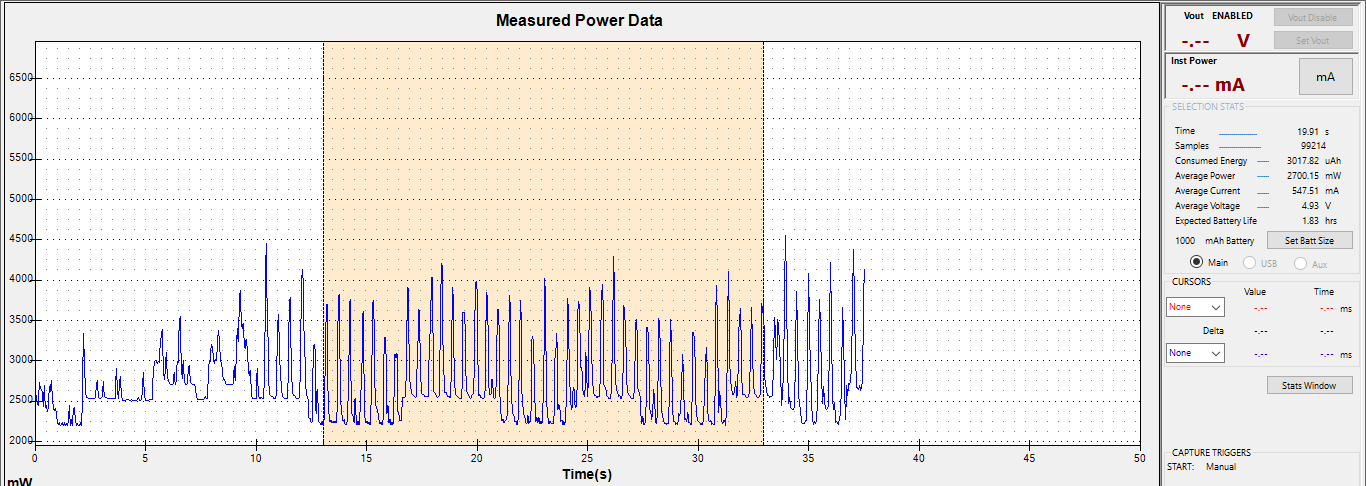 Measured Power Data
6500
6000
5500
5000
4500
4000
3500
3000
2500
2000
0 5 10 15 20 25 30 35 40 45 50
Time(s)
mW
Vout ENABLED
Vout Disable
-.-- V
Set Vout
Inst Power
-.-- mA
mA
SELECTION STATS
Time 19.91 s
Samples 99214
Consumed Energy 3017.82 uAh
Average Power 2700.15 mW
Average Current 547.51 mA
Average Voltage 4.93 V
Expected Battery Life 1.83 hrs
1000 mAh Battery Set Batt Size
Main USB Aux
CURSORS
Value Time
None -.-- -.-- ms
Delta -.-- -.--
None -.-- -.-- ms
Stats Window
CAPTURE TRIGGERS
START: Manual